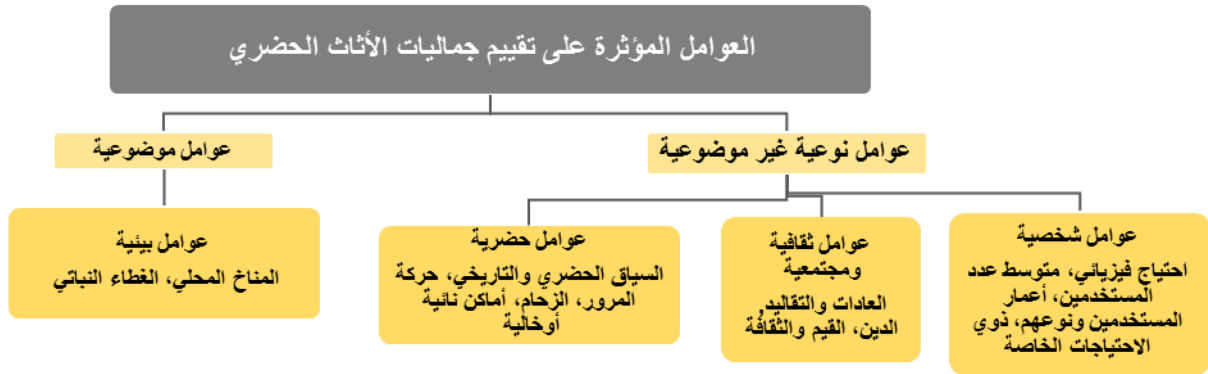 العوامل المؤثرة على تقييم جماليات الأثاث الحضري
عوامل نوعية غير موضوعية
عوامل موضوعية
عوامل شخصية
احتياج فيزيائي، متوسط عدد
المستخدمين، أعمار
المستخدمين ونوعهم، ذوي
الاحتياجات الخاصة
عوامل ثقافية
ومجتمعية
العادات والتقاليد,
الدين، القيم والثقافة
عوامل حضرية
السياق الحضري والتاريخي، حركة
المرور، الزحام، أماكن نائية
أوخالية
عوامل بيئية
المناخ المحلي، الغطاء النباتي